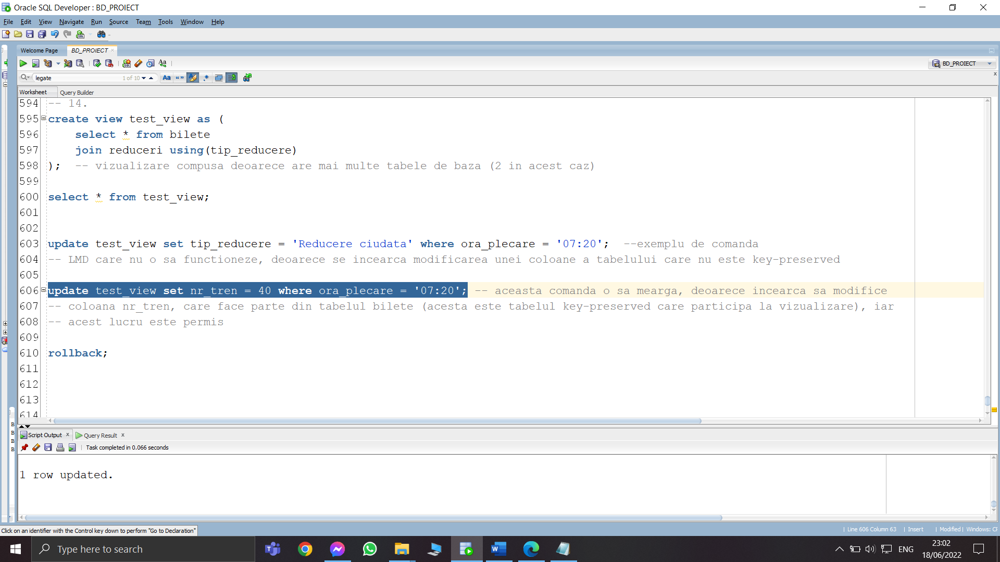 Oracle SQL Developer : BD_PROIECT
File Edit View Navigate Run Source Team Tools Window Help
Welcome Page BD_PROIECT
BD_PROIECT
legate 1 of 10
Worksheet Query Builder
594 -- 14.
595 create view test_view as (
596 select * from bilete
597 join reduceri using(tip_reducere)
598 ); -- vizualizare compusa deoarece are mai multe tabele de baza (2 in acest caz)
599
600 select * from test_view;
601
602
603 update test_view set tip_reducere = 'Reducere ciudata' where ora_plecare = '07:20'; --exemplu de comanda
604 -- LMD care nu o sa functioneze, deoarece se incearca modificarea unei coloane a tabelului care nu este key-preserved
605
606 update test_view set nr_tren = 40 where ora_plecare = '07:20'; -- aceasta comanda o sa mearga, deoarece incearca sa modifice
607 -- coloana nr_tren, care face parte din tabelul bilete (acesta este tabelul key-preserved care participa la vizualizare), iar
608 -- acest lucru este permis
609
610 rollback;
611
612
613
614
Script Output Query Result
Task completed in 0.066 seconds
1 row updated.
Click on an identifier with the Control key down to perform "Go to Declaration"
Line 606 Column 63 Insert Modified Windows: CF
Type here to search
ENG
23:02
18/06/2022